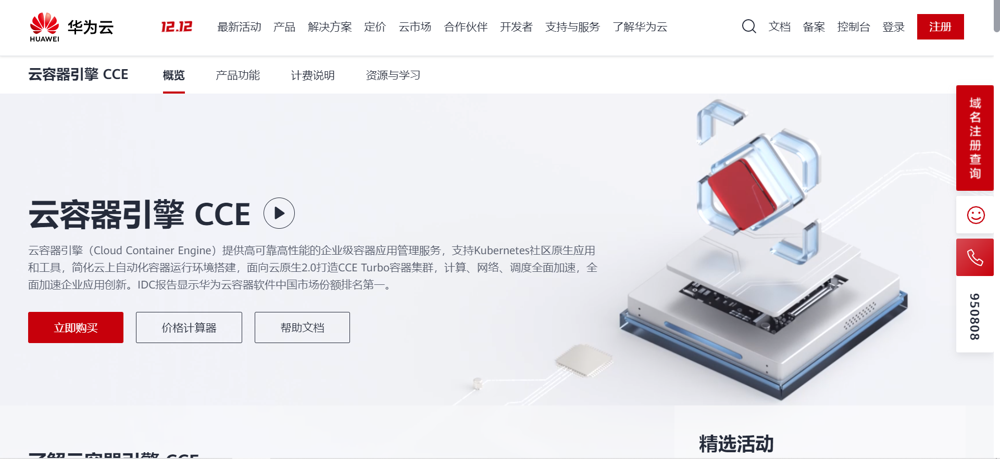 HUAWEI
华为云
12.12
最新活动 产品 解决方案 定价 云市场 合作伙伴 开发者 支持与服务 了解华为云
文档 备案 控制台 登录 注册
云容器引擎 CCE 概览 产品功能 计费说明 资源与学习
域名注册查询
云容器引擎 CCE
云容器引擎（Cloud Container Engine）提供高可靠高性能的企业级容器应用管理服务，支持Kubernetes社区原生应用
和工具，简化云上自动化容器运行环境搭建，面向云原生2.0打造CCE Turbo容器集群，计算、网络、调度全面加速，全
面加速企业应用创新。IDC报告显示华为云容器软件中国市场份额排名第一。
立即购买 价格计算器 帮助文档
950808
精选活动
了解云容器引擎 CCE